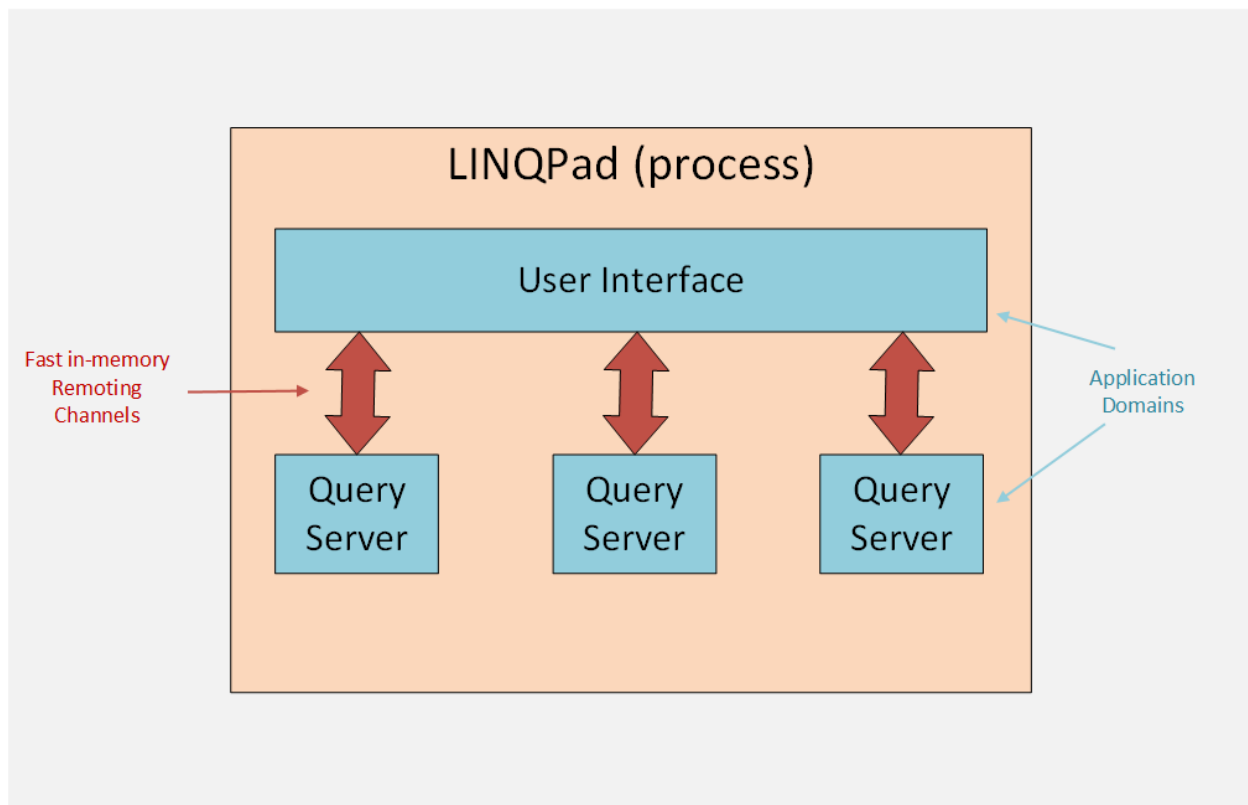 LINQPad (process)
User Interface
Fast in-memory
Remoting
Channels
Application
Domains
Query
Server
Query
Server
Query
Server